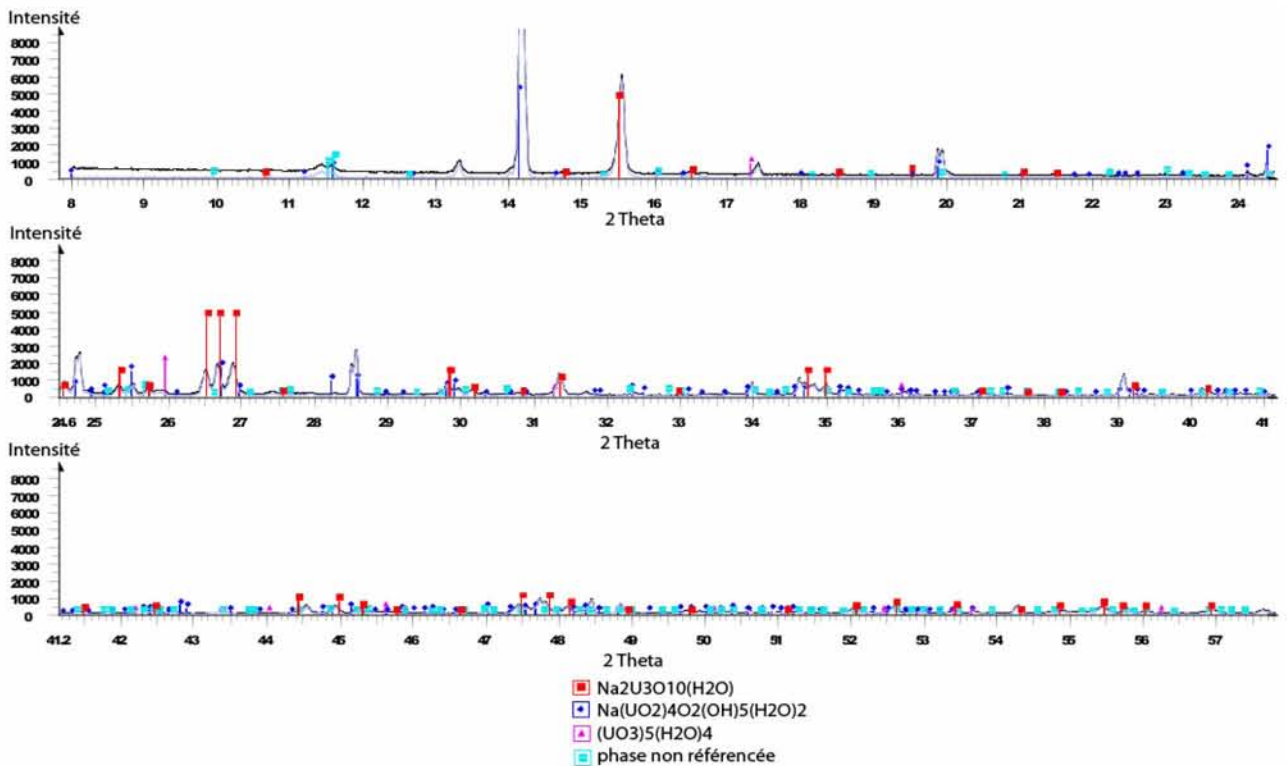 Intensité
8000
7000
6000
5000
4000
3000
2000
1000
0
8 9 10 11 12 13 14 15 16 17 18 19 20 21 22 23 24
2 Theta
Intensité
8000
7000
6000
5000
4000
3000
2000
1000
0
24.6 25 26 27 28 29 30 31 32 33 34 35 36 37 38 39 40 41
2 Theta
Intensité
8000
7000
6000
5000
4000
3000
2000
1000
0
41.2 42 43 44 45 46 47 48 49 50 51 52 53 54 55 56 57
2 Theta
Na2U3O10(H2O)
Na(UO2)4O2(OH)5(H2O)2
(UO3)5(H2O)4
phase non référencée